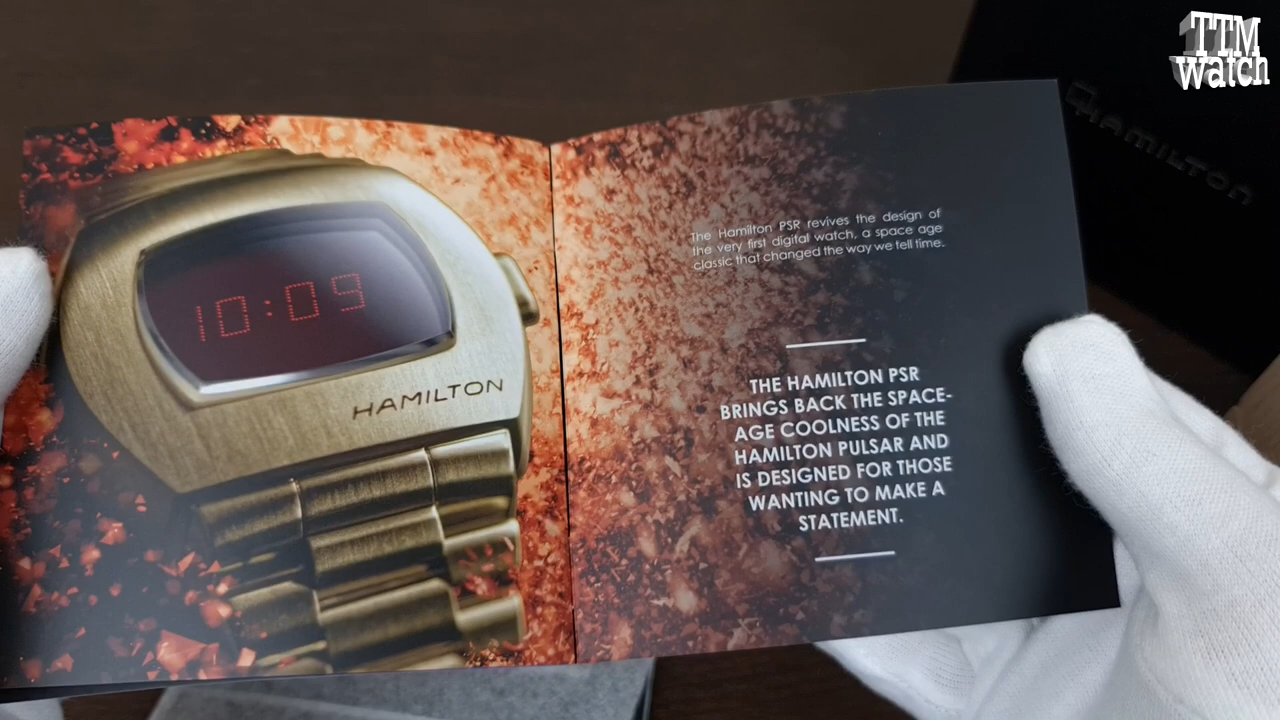 TTM
watch
HAMILTON
10:09
HAMILTON
The Hamilton PSR revives the design of
the very first digital watch, a space age
classic that changed the way we tell time.
THE HAMILTON PSR
BRINGS BACK THE SPACE-
AGE COOLNESS OF THE
HAMILTON PULSAR AND
IS DESIGNED FOR THOSE
WANTING TO MAKE A
STATEMENT.